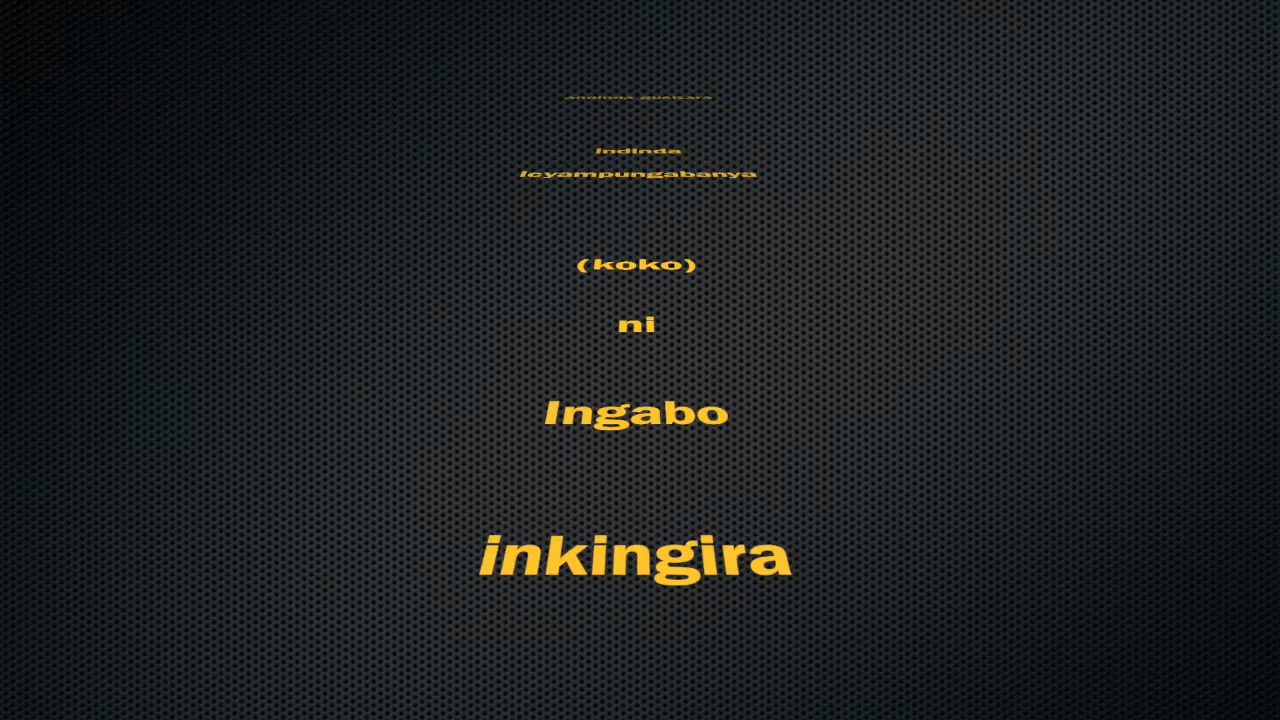 Indinda
Icyampungabanya
(koko)
ni
Ingabo
inkingira